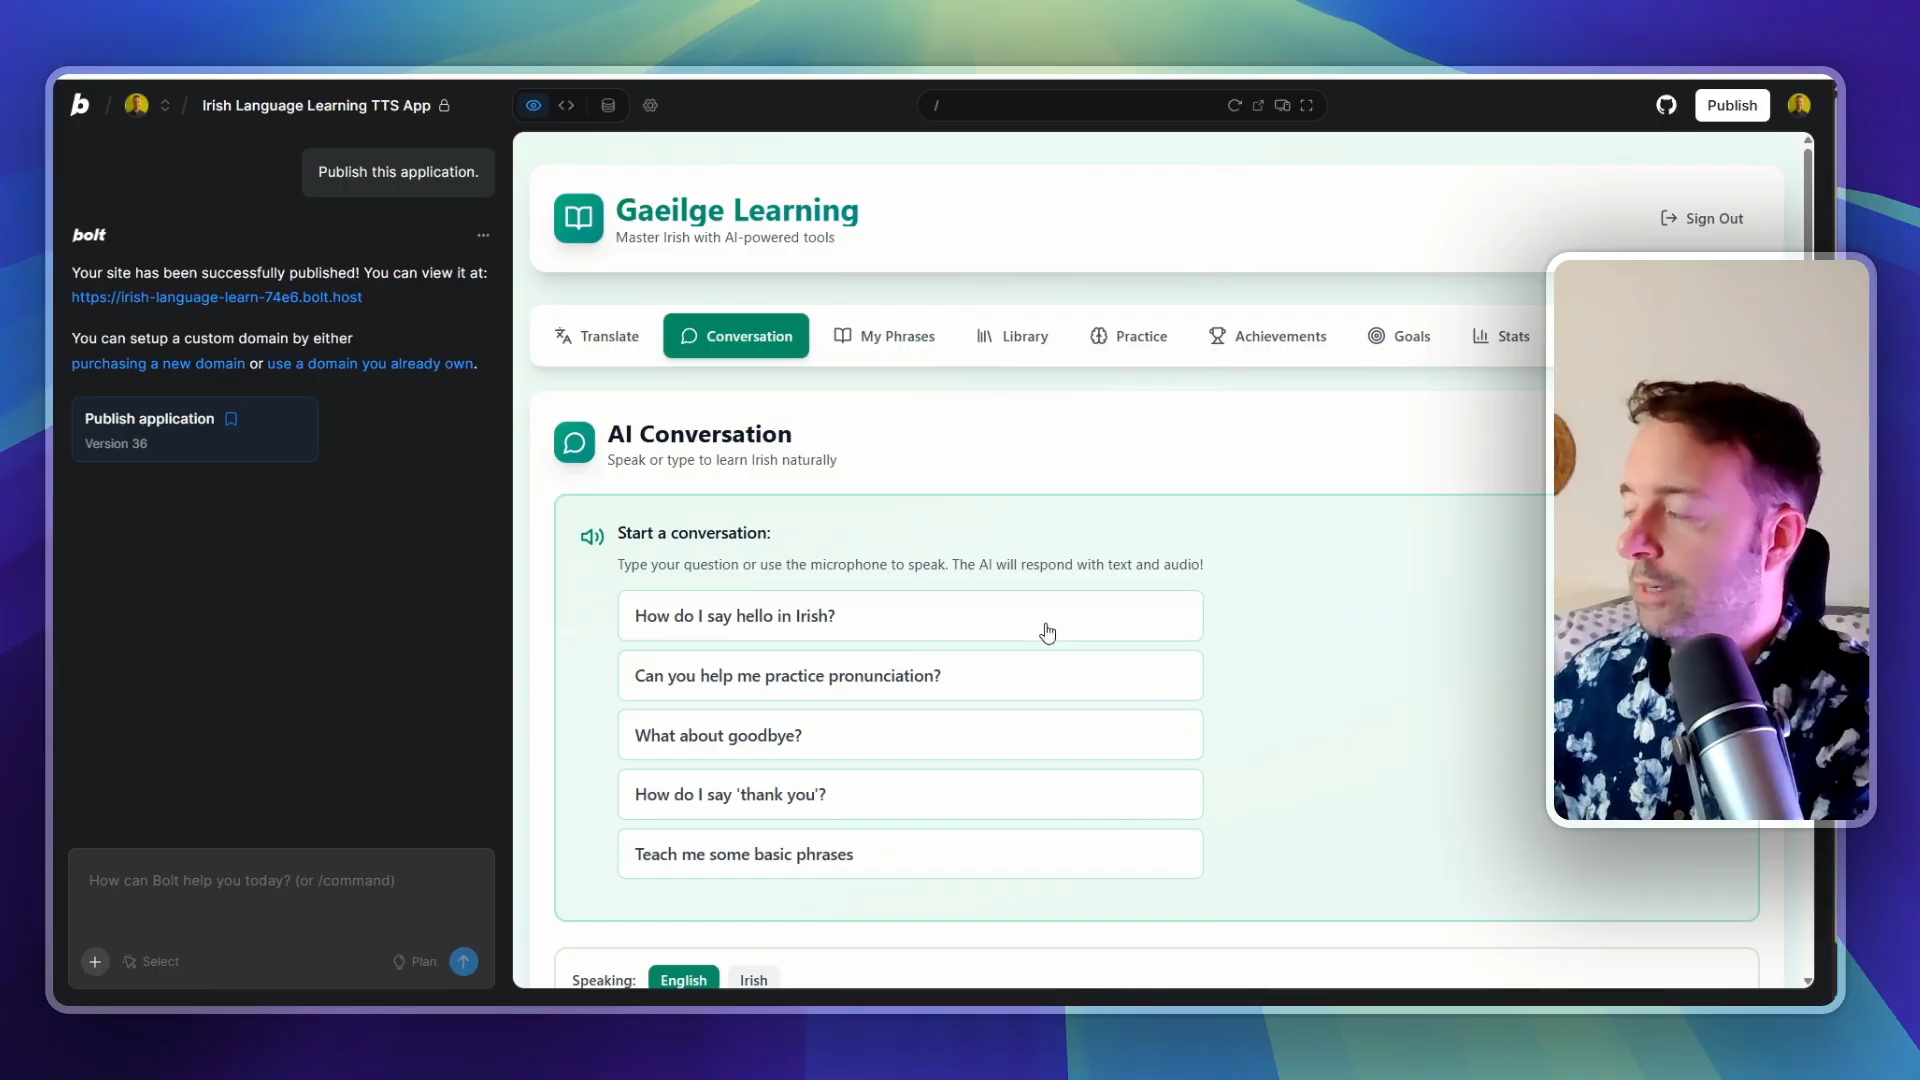 b / / Irish Language Learning TTS App
/
Publish
Publish this application.
bolt
Your site has been successfully published! You can view it at:
https://irish-language-learn-74e6.bolt.host
You can setup a custom domain by either
purchasing a new domain or use a domain you already own.
Publish application
Version 36
How can Bolt help you today? (or /command)
Select
Plan
Gaeilge Learning
Master Irish with AI-powered tools
Sign Out
Translate
Conversation
My Phrases
Library
Practice
Achievements
Goals
Stats
AI Conversation
Speak or type to learn Irish naturally
Start a conversation:
Type your question or use the microphone to speak. The AI will respond with text and audio!
How do I say hello in Irish?
Can you help me practice pronunciation?
What about goodbye?
How do I say 'thank you'?
Teach me some basic phrases
Speaking: English Irish